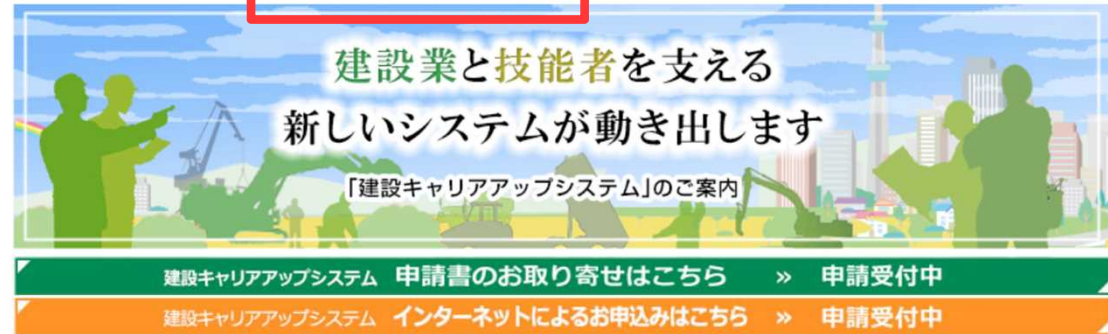 建設業と技能者を支える
新しいシステムが動き出します
「建設キャリアアップシステム」のご案内
建設キャリアアップシステム 申請書のお取り寄せはこちら » 申請受付中
建設キャリアアップシステム インターネットによるお申込みはこちら » 申請受付中